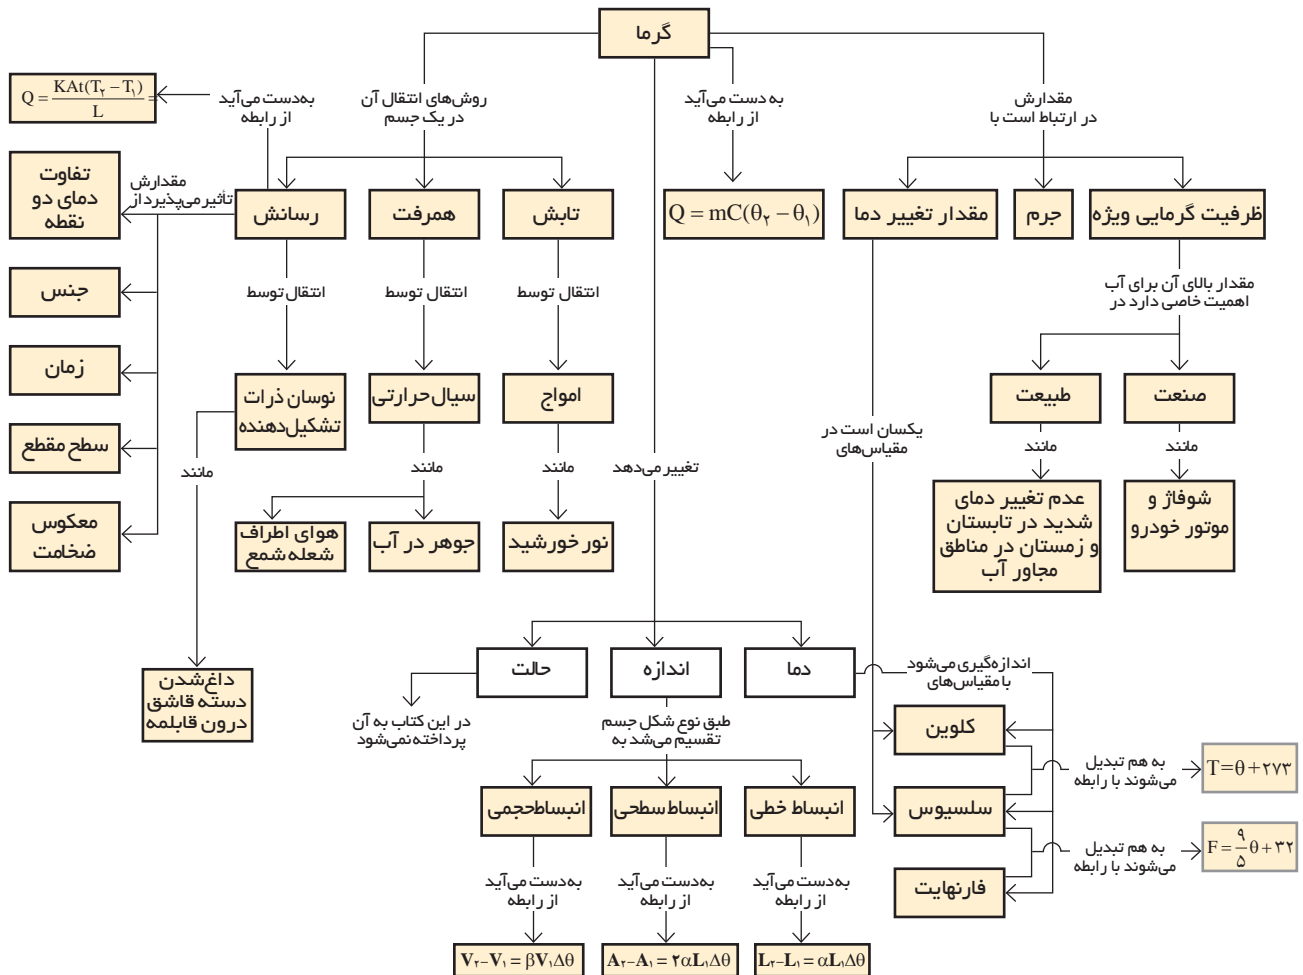 گرما
مقدارش
در ارتباط است با
به دست می‌آید
از رابطه
روش‌های انتقال آن
در یک جسم
به‌دست می‌آید
از رابطه
Q = KAt(T۲ − T۱) / L =
ظرفیت گرمایی ویژه
جرم
مقدار تغییر دما
Q = mC(θ۲ − θ۱)
تابش
همرفت
رسانش
مقدارش
تأثیر می‌پذیرد از
تفاوت
دمای دو
نقطه
جنس
زمان
سطح مقطع
معکوس
ضخامت
مقدار بالای آن برای آب
اهمیت خاصی دارد در
صنعت
طبیعت
مانند
مانند
شوفاژ و
موتور خودرو
عدم تغییر دمای
شدید در تابستان
و زمستان در مناطق
مجاور آب
یکسان است در
مقیاس‌های
تغییر می‌دهد
انتقال توسط
انتقال توسط
انتقال توسط
امواج
سیال حرارتی
نوسان ذرات
تشکیل‌دهنده
مانند
مانند
مانند
نور خورشید
جوهر در آب
هوای اطراف
شعله شمع
داغ‌شدن
دسته قاشق
درون قابلمه
دما
اندازه
حالت
اندازه‌گیری می‌شود
با مقیاس‌های
طبق نوع شکل جسم
تقسیم می‌شد به
در این کتاب به آن
پرداخته نمی‌شود
کلوین
سلسیوس
فارنهایت
به هم تبدیل
می‌شوند با رابطه
T=θ+۲۷۳
به هم تبدیل
می‌شوند با رابطه
F = ۹/۵ θ + ۳۲
انبساط خطی
انبساط سطحی
انبساط‌حجمی
به‌دست می‌آید
از رابطه
به‌دست می‌آید
از رابطه
به‌دست می‌آید
از رابطه
L۲−L۱ = αL۱Δθ
A۲−A۱ = ۲αL۱Δθ
V۲−V۱ = βV۱Δθ